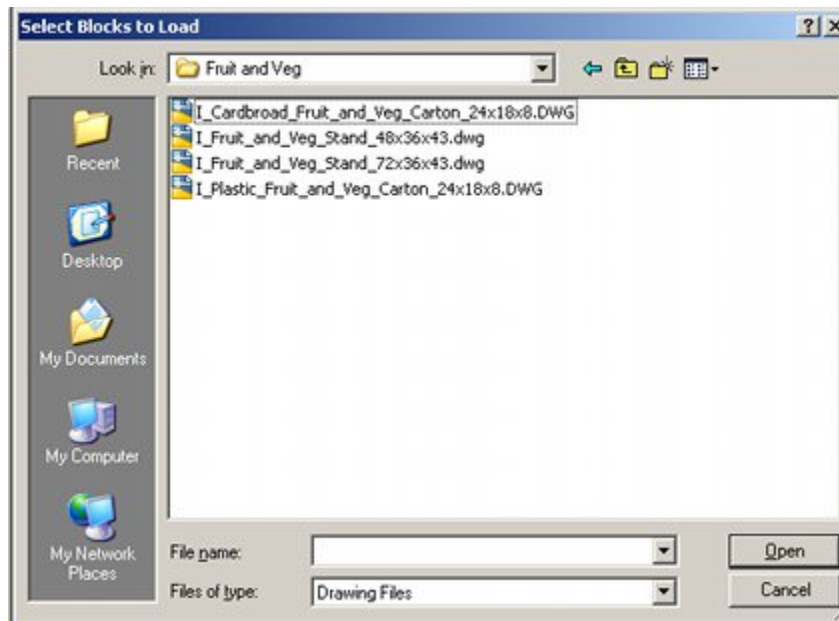 Select Blocks to Load
Look in:
Fruit and Veg
I_Cardbroad_Fruit_and_Veg_Carton_24x18x8.DWG
I_Fruit_and_Veg_Stand_48x36x43.dwg
I_Fruit_and_Veg_Stand_72x36x43.dwg
I_Plastic_Fruit_and_Veg_Carton_24x18x8.DWG
Recent
Desktop
My Documents
My Computer
My Network
Places
File name:
Open
Files of type:
Drawing Files
Cancel